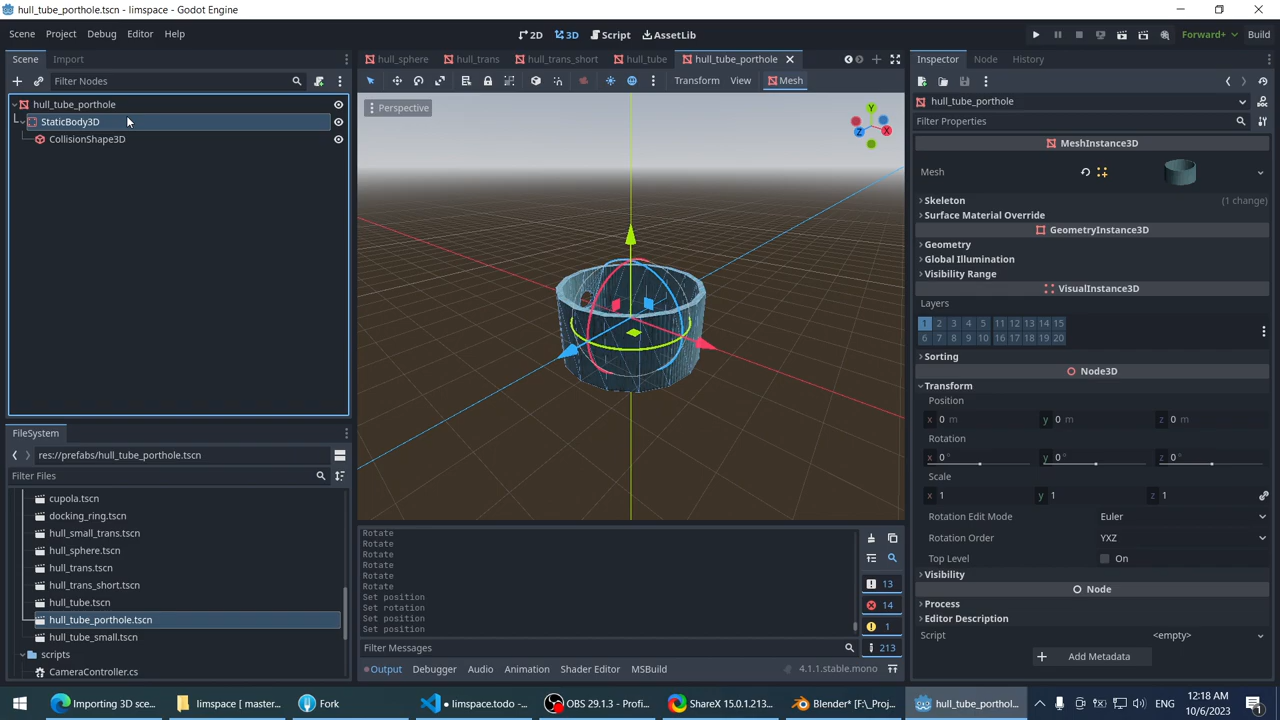 hull_tube_porthole.tscn - limspace - Godot Engine
Scene Project Debug Editor Help
2D 3D Script AssetLib
Forward+ Build
Scene Import
hull_sphere hull_trans hull_trans_short hull_tube hull_tube_porthole
Inspector Node History
Filter Nodes
Transform View Mesh
hull_tube_porthole
StaticBody3D
CollisionShape3D
Perspective
Y
Z
X
hull_tube_porthole
Filter Properties
MeshInstance3D
Mesh
Skeleton (1 change)
Surface Material Override
GeometryInstance3D
Geometry
Global Illumination
Visibility Range
VisualInstance3D
Layers
1 2 3 4 5 11 12 13 14 15
6 7 8 9 10 16 17 18 19 20
Sorting
Node3D
Transform
Position
x 0 m y 0 m z 0 m
Rotation
x 0 ° y 0 ° z 0 °
Scale
x 1 y 1 z 1
Rotation Edit Mode Euler
Rotation Order YXZ
Top Level On
Visibility
Node
Process
Editor Description
Script <empty>
Add Metadata
FileSystem
res://prefabs/hull_tube_porthole.tscn
Filter Files
cupola.tscn
docking_ring.tscn
hull_small_trans.tscn
hull_sphere.tscn
hull_trans.tscn
hull_trans_short.tscn
hull_tube.tscn
hull_tube_porthole.tscn
hull_tube_small.tscn
scripts
CameraController.cs
Rotate
Rotate
Rotate
Rotate
Rotate
Rotate
Set position
Set rotation
Set position
Set position
13
14
1
213
Filter Messages
Output Debugger Audio Animation Shader Editor MSBuild
4.1.1.stable.mono
Importing 3D sce...
limspace [ master...
Fork
• limspace.todo - ...
OBS 29.1.3 - Profi...
ShareX 15.0.1.213...
Blender* [F:\_Proj...
hull_tube_porthol...
12:18 AM
10/6/2023
1